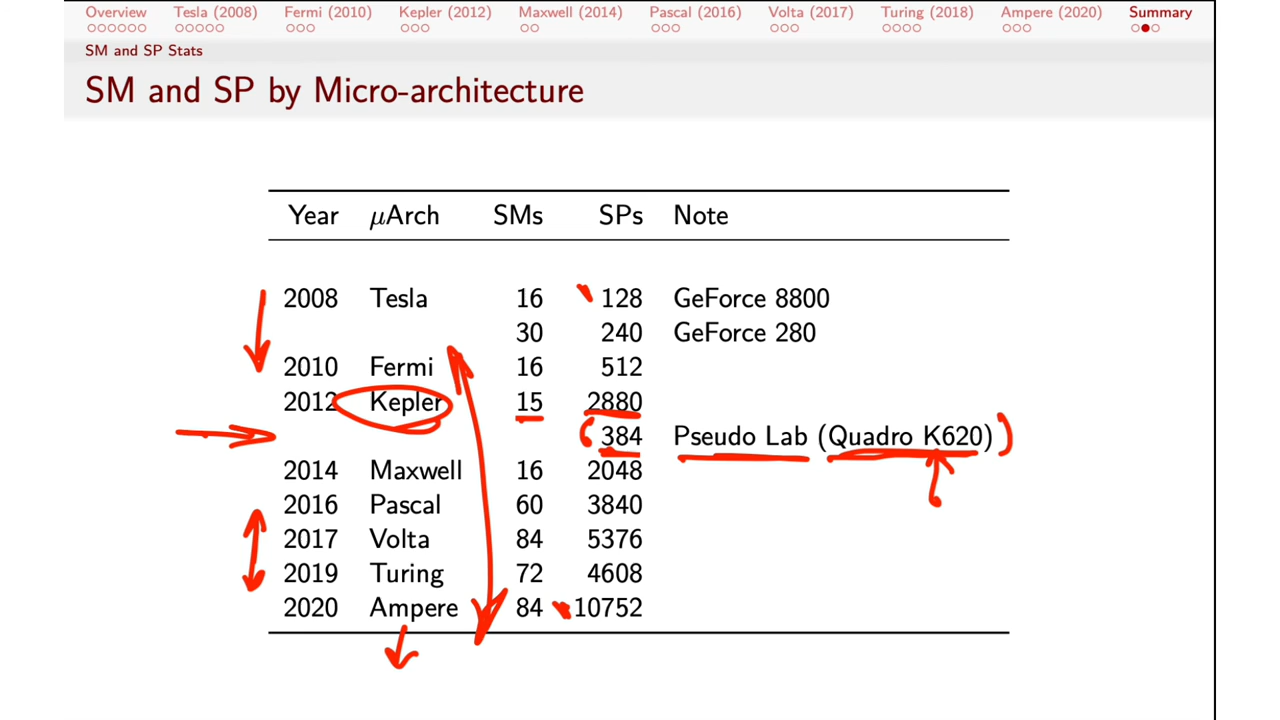 Overview Tesla (2008) Fermi (2010) Kepler (2012) Maxwell (2014) Pascal (2016) Volta (2017) Turing (2018) Ampere (2020) Summary
SM and SP Stats
SM and SP by Micro-architecture
Year μArch SMs SPs Note
2008 Tesla 16 128 GeForce 8800
30 240 GeForce 280
2010 Fermi 16 512
2012 Kepler 15 2880
384 Pseudo Lab (Quadro K620)
2014 Maxwell 16 2048
2016 Pascal 60 3840
2017 Volta 84 5376
2019 Turing 72 4608
2020 Ampere 84 10752